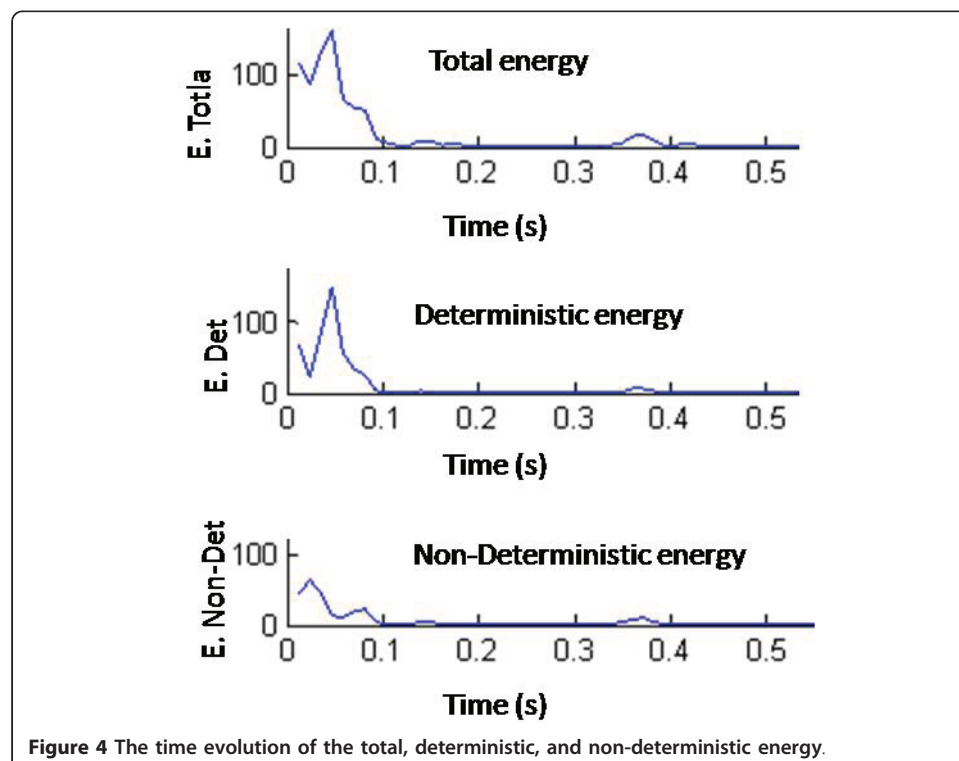 Total energy
E. Totla
100
0
0 0.1 0.2 0.3 0.4 0.5
Time (s)
Deterministic energy
E. Det
100
0
0 0.1 0.2 0.3 0.4 0.5
Time (s)
Non-Deterministic energy
E. Non-Det
100
0
0 0.1 0.2 0.3 0.4 0.5
Time (s)
Figure 4 The time evolution of the total, deterministic, and non-deterministic energy.